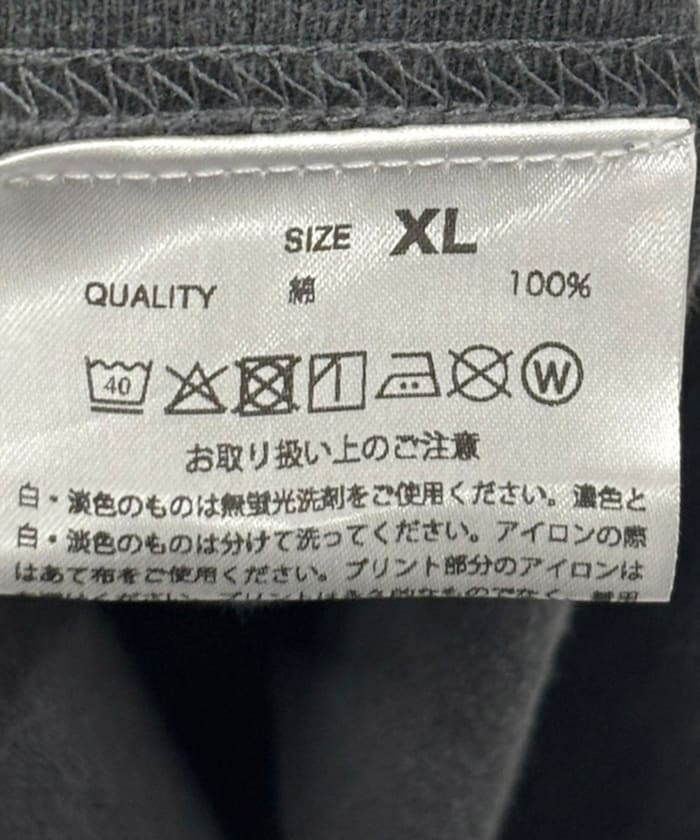 SIZE XL
QUALITY 綿 100%
40 W
お取り扱い上のご注意
白・淡色のものは無蛍光洗剤をご使用ください。濃色と
白・淡色のものは分けて洗ってください。アイロンの際
はあて布をご使用ください。プリント部分のアイロンは